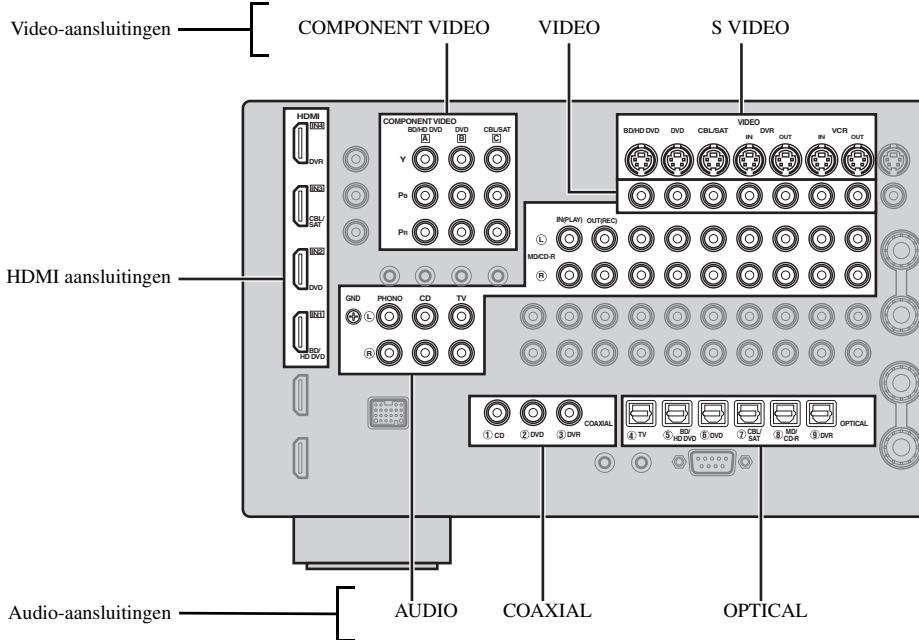 Video-aansluitingen
COMPONENT VIDEO
VIDEO
S VIDEO
HDMI
IN4
DVR
IN3
CBL/
SAT
IN2
DVD
IN1
BD/
HD DVD
COMPONENT VIDEO
BD/HD DVD DVD CBL/SAT
A B C
Y
PB
PR
VIDEO
BD/HD DVD DVD CBL/SAT DVR VCR
IN OUT IN OUT
IN(PLAY) OUT(REC)
L
MD/CD-R
R
HDMI aansluitingen
GND PHONO CD TV
L
R
COAXIAL
① CD ② DVD ③ DVR
OPTICAL
④ TV ⑤ BD/HD DVD ⑥ DVD ⑦ CBL/SAT ⑧ MD/CD-R ⑨ DVR
Audio-aansluitingen
AUDIO
COAXIAL
OPTICAL